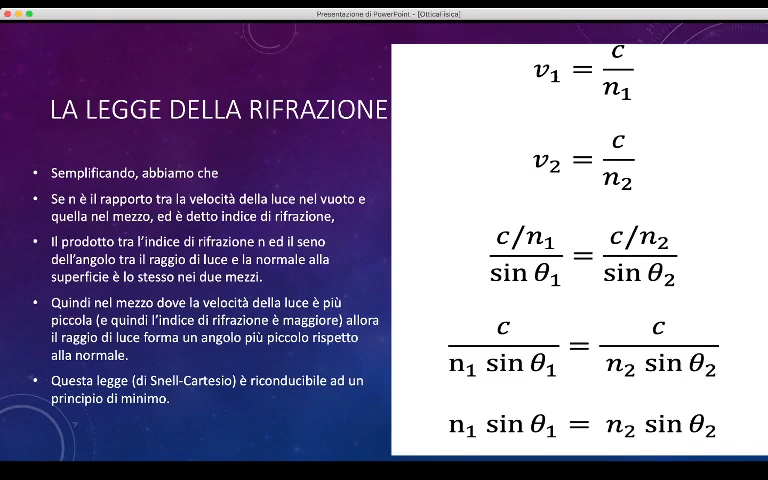 Presentazione di PowerPoint - [OtticaFisica]
LA LEGGE DELLA RIFRAZIONE
• Semplificando, abbiamo che
• Se n è il rapporto tra la velocità della luce nel vuoto e
quella nel mezzo, ed è detto indice di rifrazione,
• Il prodotto tra l'indice di rifrazione n ed il seno
dell'angolo tra il raggio di luce e la normale alla
superficie è lo stesso nei due mezzi.
• Quindi nel mezzo dove la velocità della luce è più
piccola (e quindi l'indice di rifrazione è maggiore) allora
il raggio di luce forma un angolo più piccolo rispetto
alla normale.
• Questa legge (di Snell-Cartesio) è riconducibile ad un
principio di minimo.
v₁ = c/n₁
v₂ = c/n₂
(c/n₁)/(sin θ₁) = (c/n₂)/(sin θ₂)
c/(n₁ sin θ₁) = c/(n₂ sin θ₂)
n₁ sin θ₁ = n₂ sin θ₂